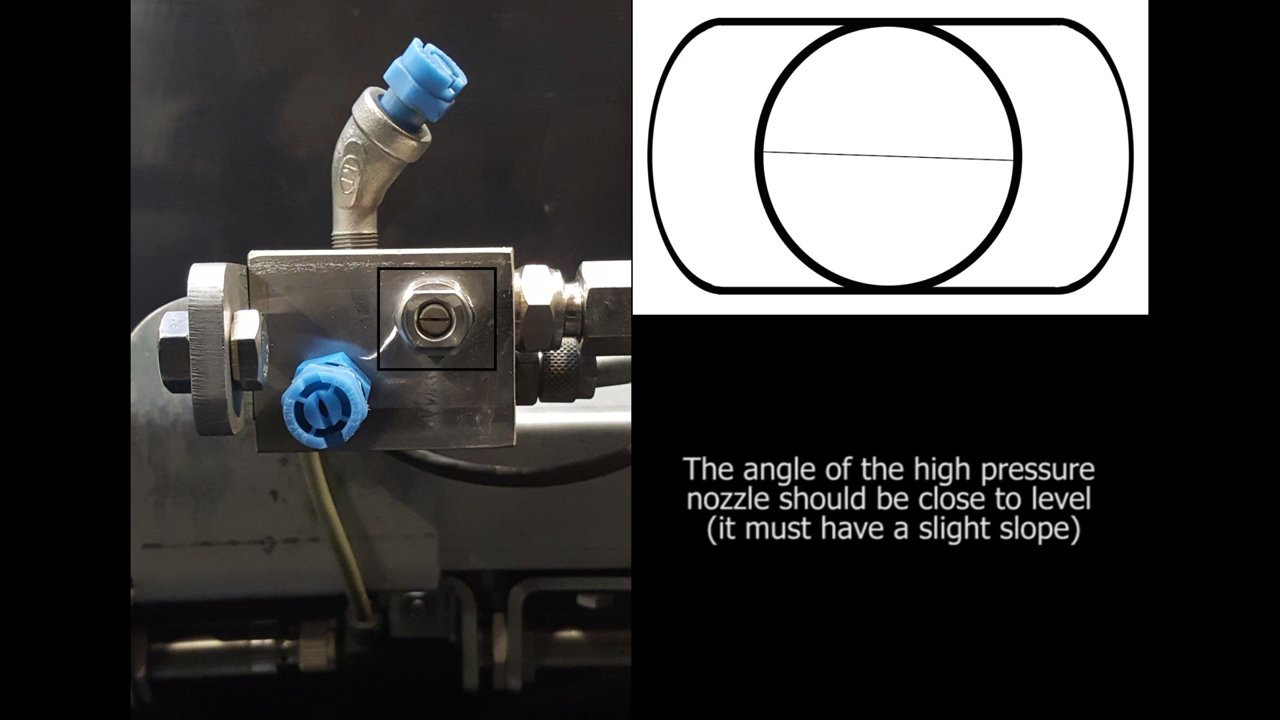 The angle of the high pressure
nozzle should be close to level
(it must have a slight slope)